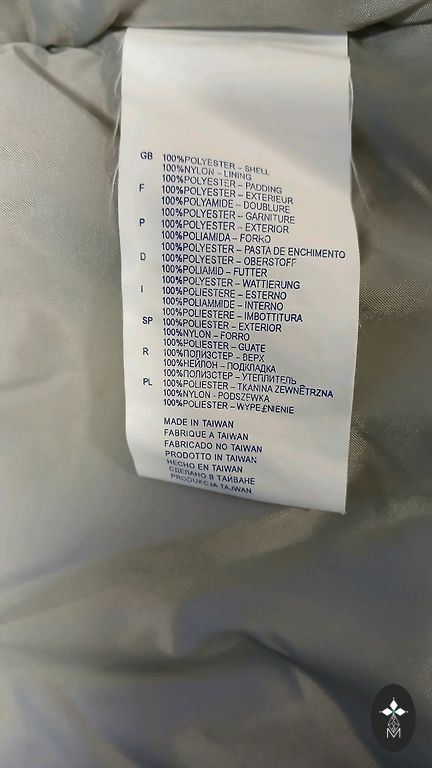 GB 100%POLYESTER – SHELL
100%NYLON – LINING
100%POLYESTER – PADDING
F 100%POLYESTER – EXTERIEUR
100%POLYAMIDE – DOUBLURE
100%POLYESTER – GARNITURE
P 100%POLYESTER – EXTERIOR
100%POLIAMIDA – FORRO
100%POLYESTER – PASTA DE ENCHIMENTO
D 100%POLYESTER – OBERSTOFF
100%POLIAMID – FUTTER
100%POLYESTER – WATTIERUNG
I 100%POLIESTERE – ESTERNO
100%POLIAMMIDE – INTERNO
100%POLIESTERE – IMBOTTITURA
SP 100%POLIESTER – EXTERIOR
100%NYLON – FORRO
100%POLIESTER – GUATE
R 100%ПОЛИЭСТЕР – ВЕРХ
100%НЕЙЛОН – ПОДКЛАДКА
100%ПОЛИЭСТЕР – УТЕПЛИТЕЛЬ
PL 100%POLIESTER – TKANINA ZEWNĘTRZNA
100%NYLON – PODSZEWKA
100%POLIESTER – WYPEŁNIENIE
MADE IN TAIWAN
FABRIQUE A TAIWAN
FABRICADO NO TAIWAN
PRODOTTO IN TAIWAN
HECHO EN TAIWAN
СДЕЛАНО В ТАЙВАНЕ
PRODUKCJA TAJWAN
M